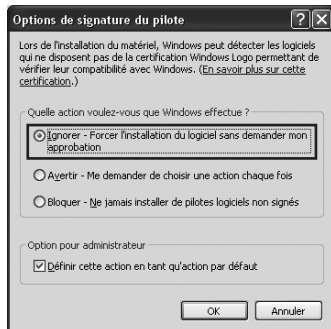 Options de signature du pilote
Lors de l'installation du matériel, Windows peut détecter les logiciels
qui ne disposent pas de la certification Windows Logo permettant de
vérifier leur compatibilité avec Windows. (En savoir plus sur cette
certification.)
Quelle action voulez-vous que Windows effectue ?
Ignorer - Forcer l'installation du logiciel sans demander mon
approbation
Avertir - Me demander de choisir une action chaque fois
Bloquer - Ne jamais installer de pilotes logiciels non signés
Option pour administrateur
Définir cette action en tant qu'action par défaut
OK Annuler